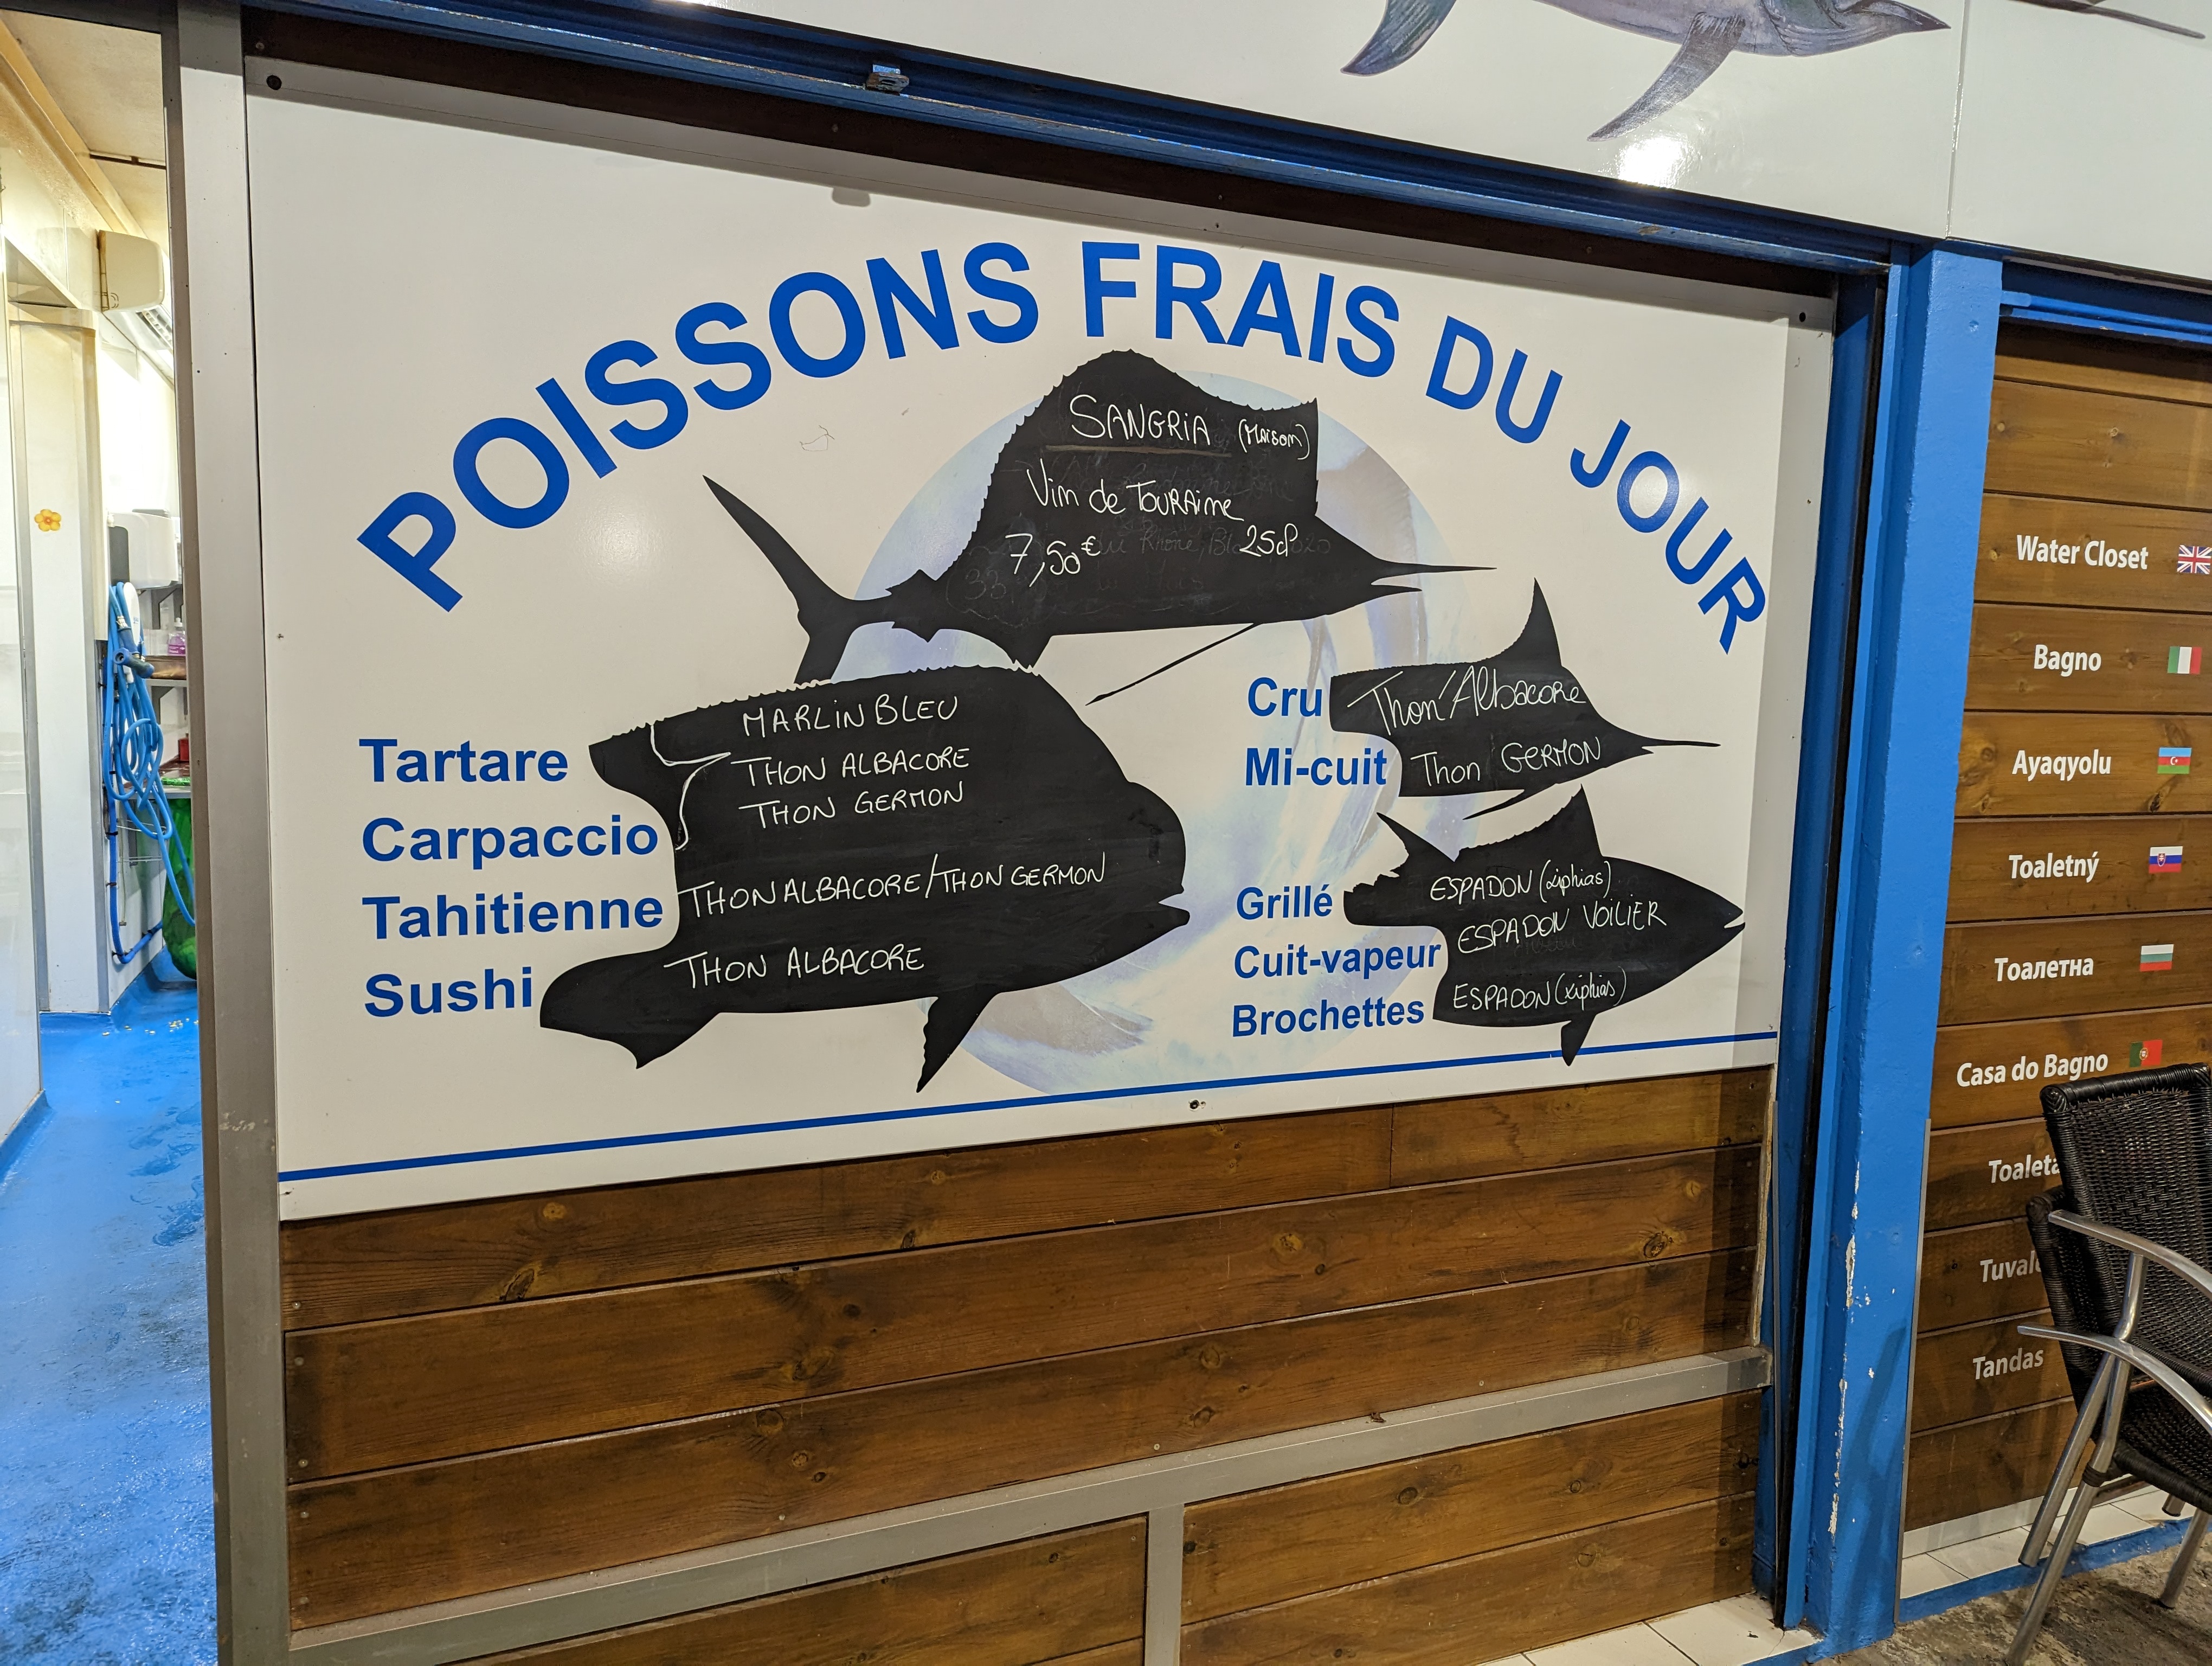 POISSONS FRAIS DU JOUR
SANGRIA (Maison)
Vin de TOURAINE
7,50€ 25cl
Tartare
Carpaccio
Tahitienne
Sushi
MARLIN BLEU
THON ALBACORE
THON GERMON
THON ALBACORE/THON GERMON
THON ALBACORE
Cru Thon Albacore
Mi-cuit Thon GERMON
Grillé ESPADON (xiphias)
ESPADON VOILIER
Cuit-vapeur
Brochettes ESPADON (xiphias)
Water Closet
Bagno
Ayaqyolu
Toaletný
Тоалетна
Casa do Bagno
Toaleta
Tandas